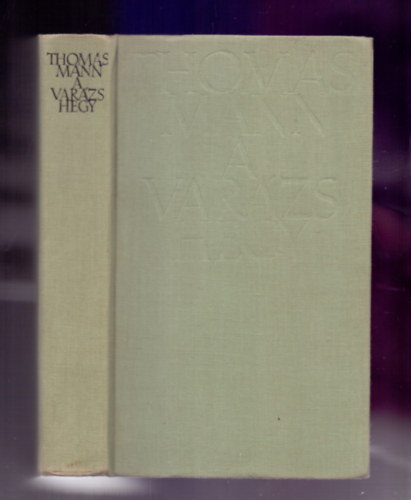 THOMAS
MANN
A
VARÁZS
HEGY
THOMAS
MANN
A
VARÁZS
HEGY